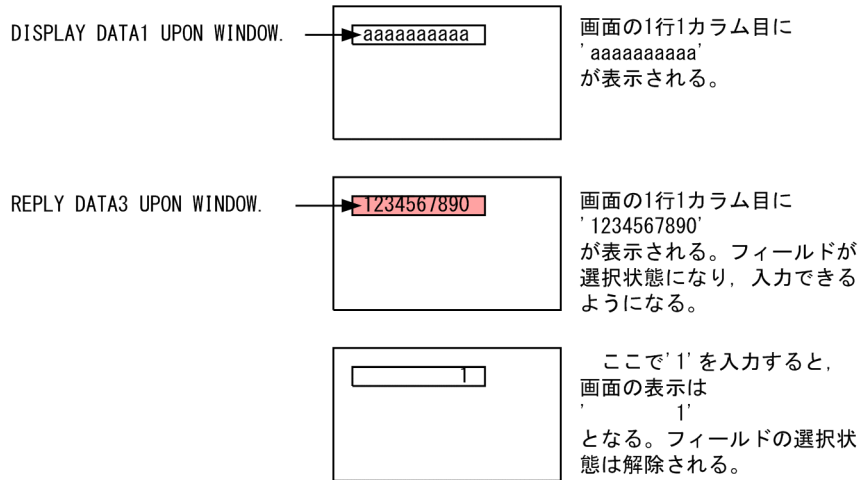 DISPLAY DATA1 UPON WINDOW.
aaaaaaaaaa
画面の1行1カラム目に
'aaaaaaaaaa'
が表示される。
REPLY DATA3 UPON WINDOW.
1234567890
画面の1行1カラム目に
'1234567890'
が表示される。フィールドが
選択状態になり，入力できる
ようになる。
1
ここで'1'を入力すると，
画面の表示は
'         1'
となる。フィールドの選択状
態は解除される。